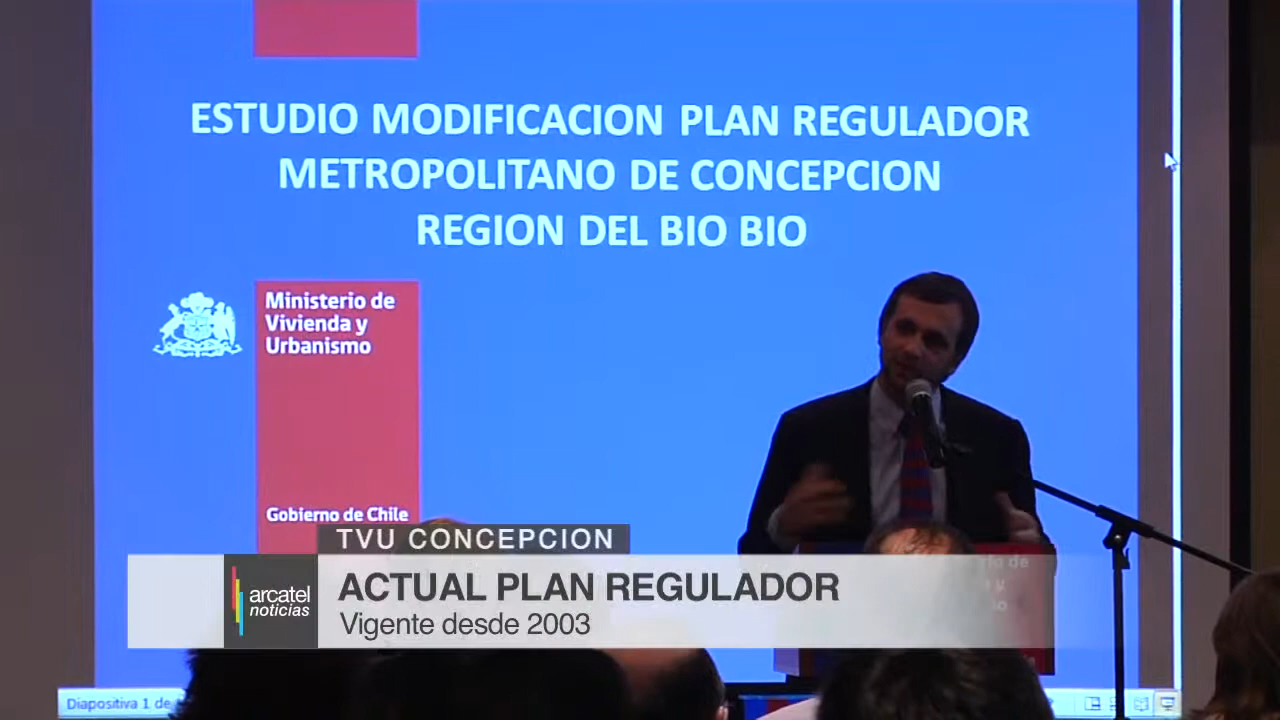 ESTUDIO MODIFICACION PLAN REGULADOR
METROPOLITANO DE CONCEPCION
REGION DEL BIO BIO
Ministerio de
Vivienda y
Urbanismo
Gobierno de Chile
TVU CONCEPCION
arcatel
noticias
ACTUAL PLAN REGULADOR
Vigente desde 2003
Diapositiva 1 de